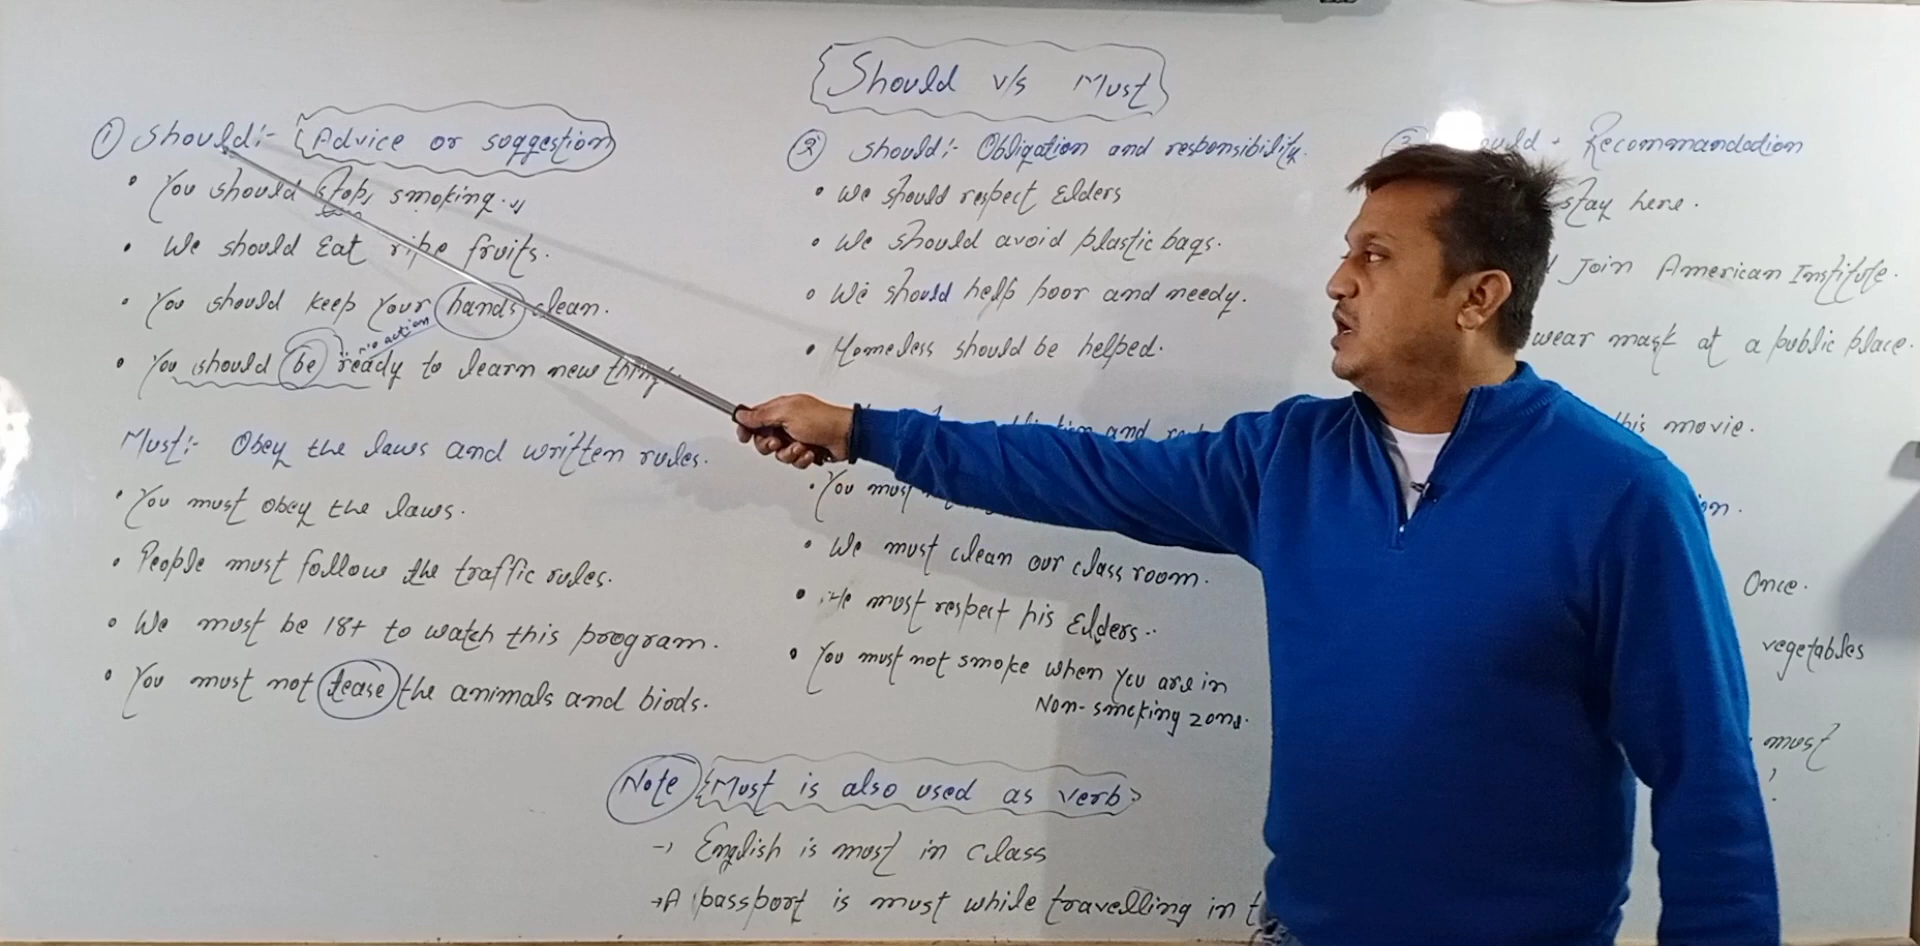 Should v/s Must
① Should:- Advice or suggestion
• You should stop, smoking.
• We should Eat ripe fruits.
• You should keep your hands clean.
no action
• You should be ready to learn new
Must:- Obey the laws and written rules.
• You must obey the laws.
• People must follow the traffic rules.
• We must be 18+ to watch this program.
• You must not tease the animals and birds.
② Should:- Obligation and responsibility.
• We should respect Elders
• We should avoid plastic bags.
• We should help poor and needy.
• Homeless should be helped.
and
• You must
• We must clean our class room.
• He must respect his Elders.
• You must not smoke when you are in
Non-smoking zone.
Recommandation
stay here.
Join American Institute.
wear mask at a public place.
this movie.
Once.
vegetables
must
Note Must is also used as verb
→ English is must in class
→ A passport is must while travelling in